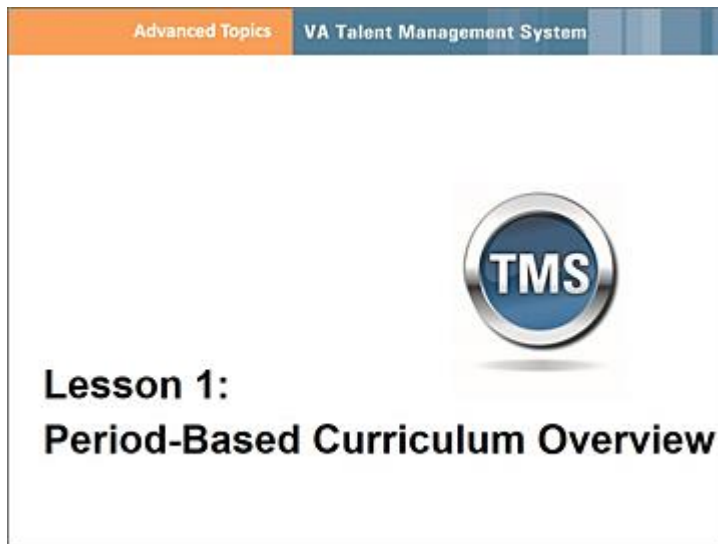 Advanced Topics VA Talent Management System
TMS
Lesson 1:
Period-Based Curriculum Overview